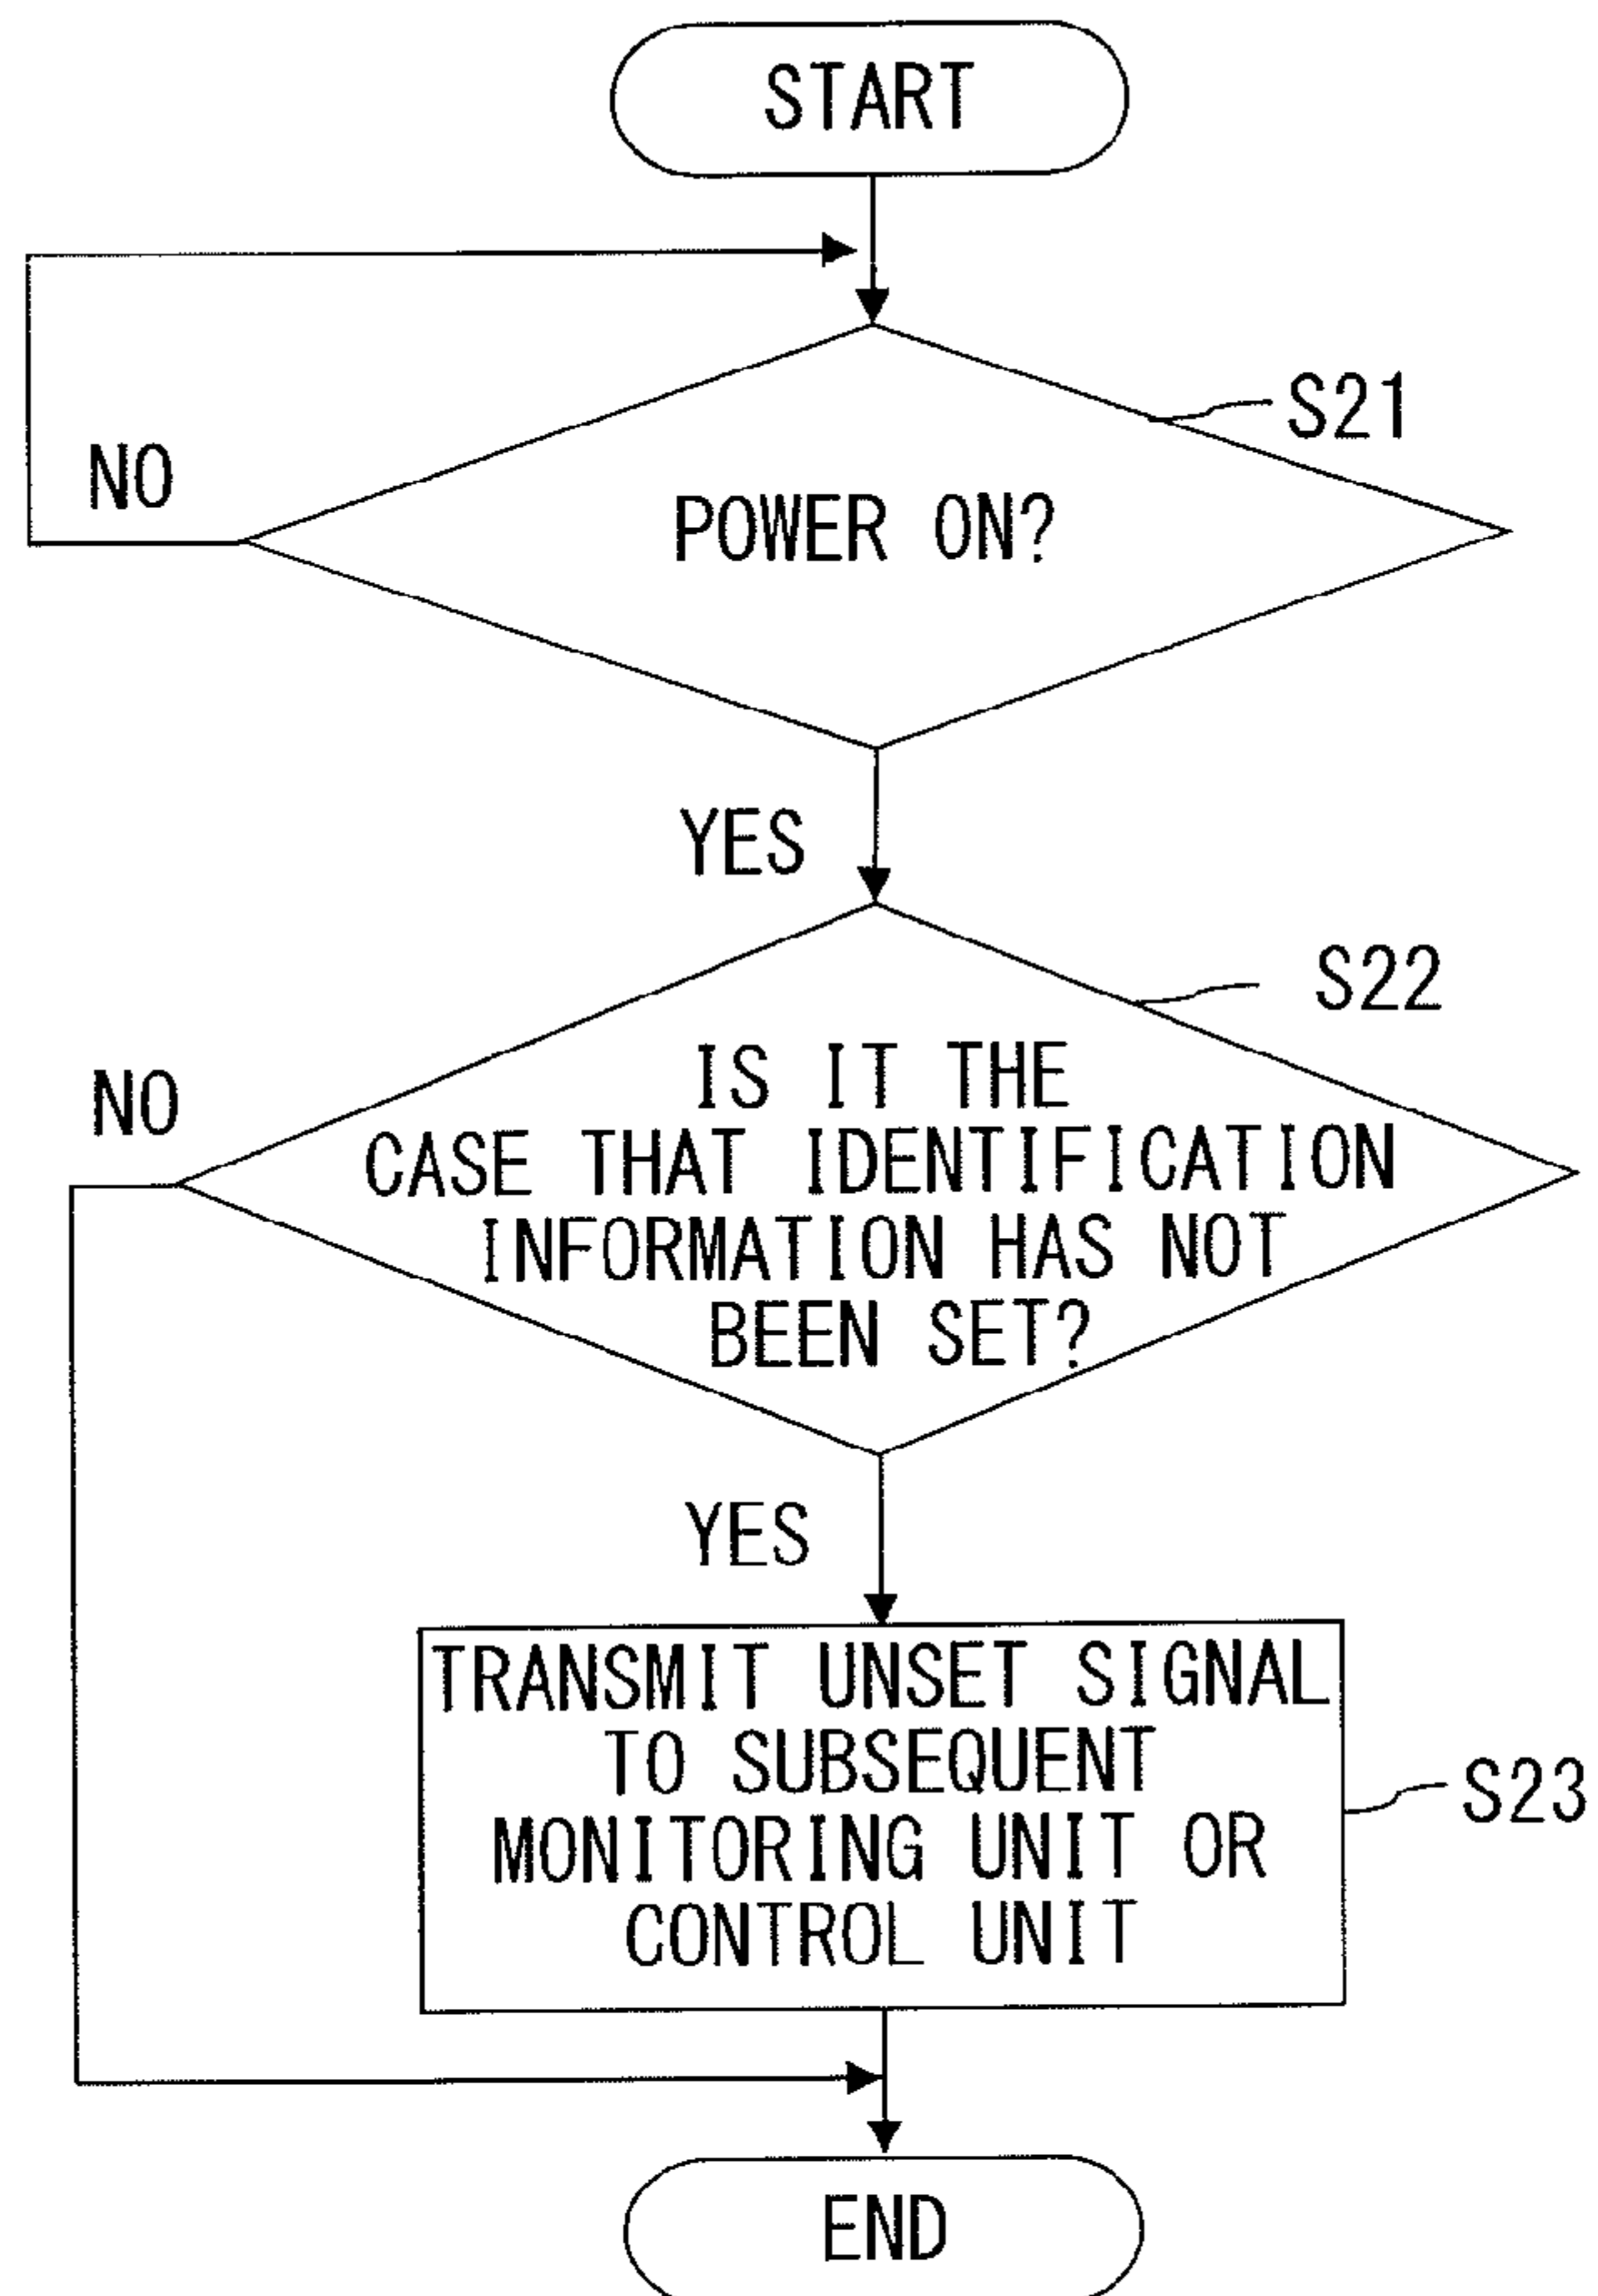 START
S21
NO
POWER ON?
YES
S22
NO
IS IT THE
CASE THAT IDENTIFICATION
INFORMATION HAS NOT
BEEN SET?
YES
TRANSMIT UNSET SIGNAL
TO SUBSEQUENT
MONITORING UNIT OR
CONTROL UNIT
S23
END